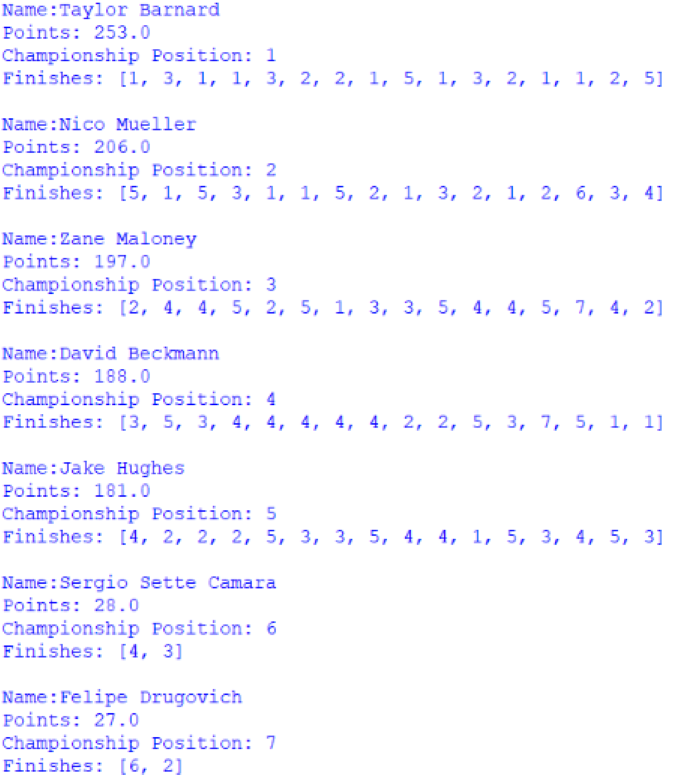 Name:Taylor Barnard
Points: 253.0
Championship Position: 1
Finishes: [1, 3, 1, 1, 3, 2, 2, 1, 5, 1, 3, 2, 1, 1, 2, 5]
Name:Nico Mueller
Points: 206.0
Championship Position: 2
Finishes: [5, 1, 5, 3, 1, 1, 5, 2, 1, 3, 2, 1, 2, 6, 3, 4]
Name:Zane Maloney
Points: 197.0
Championship Position: 3
Finishes: [2, 4, 4, 5, 2, 5, 1, 3, 3, 5, 4, 4, 5, 7, 4, 2]
Name:David Beckmann
Points: 188.0
Championship Position: 4
Finishes: [3, 5, 3, 4, 4, 4, 4, 4, 2, 2, 5, 3, 7, 5, 1, 1]
Name:Jake Hughes
Points: 181.0
Championship Position: 5
Finishes: [4, 2, 2, 2, 5, 3, 3, 5, 4, 4, 1, 5, 3, 4, 5, 3]
Name:Sergio Sette Camara
Points: 28.0
Championship Position: 6
Finishes: [4, 3]
Name:Felipe Drugovich
Points: 27.0
Championship Position: 7
Finishes: [6, 2]